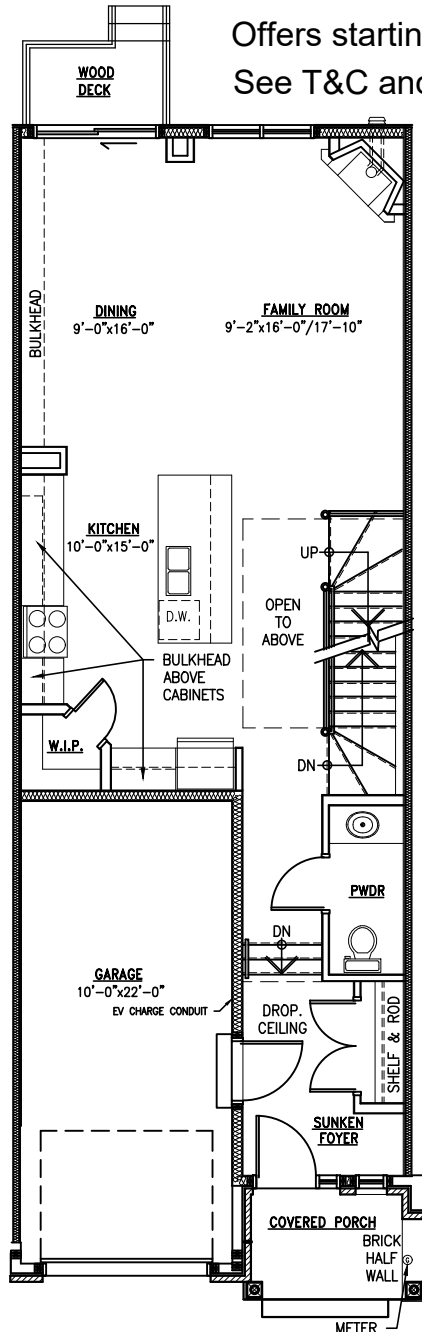 Offers startin
See T&C and
WOOD
DECK
BULKHEAD
DINING
9'-0"x16'-0"
FAMILY ROOM
9'-2"x16'-0"/17'-10"
KITCHEN
10'-0"x15'-0"
UP
D.W.
OPEN
TO
ABOVE
BULKHEAD
ABOVE
CABINETS
W.I.P.
DN
PWDR
DN
GARAGE
10'-0"x22'-0"
EV CHARGE CONDUIT
DROP.
CEILING
SHELF & ROD
SUNKEN
FOYER
COVERED PORCH
BRICK
HALF
WALL
G
METER